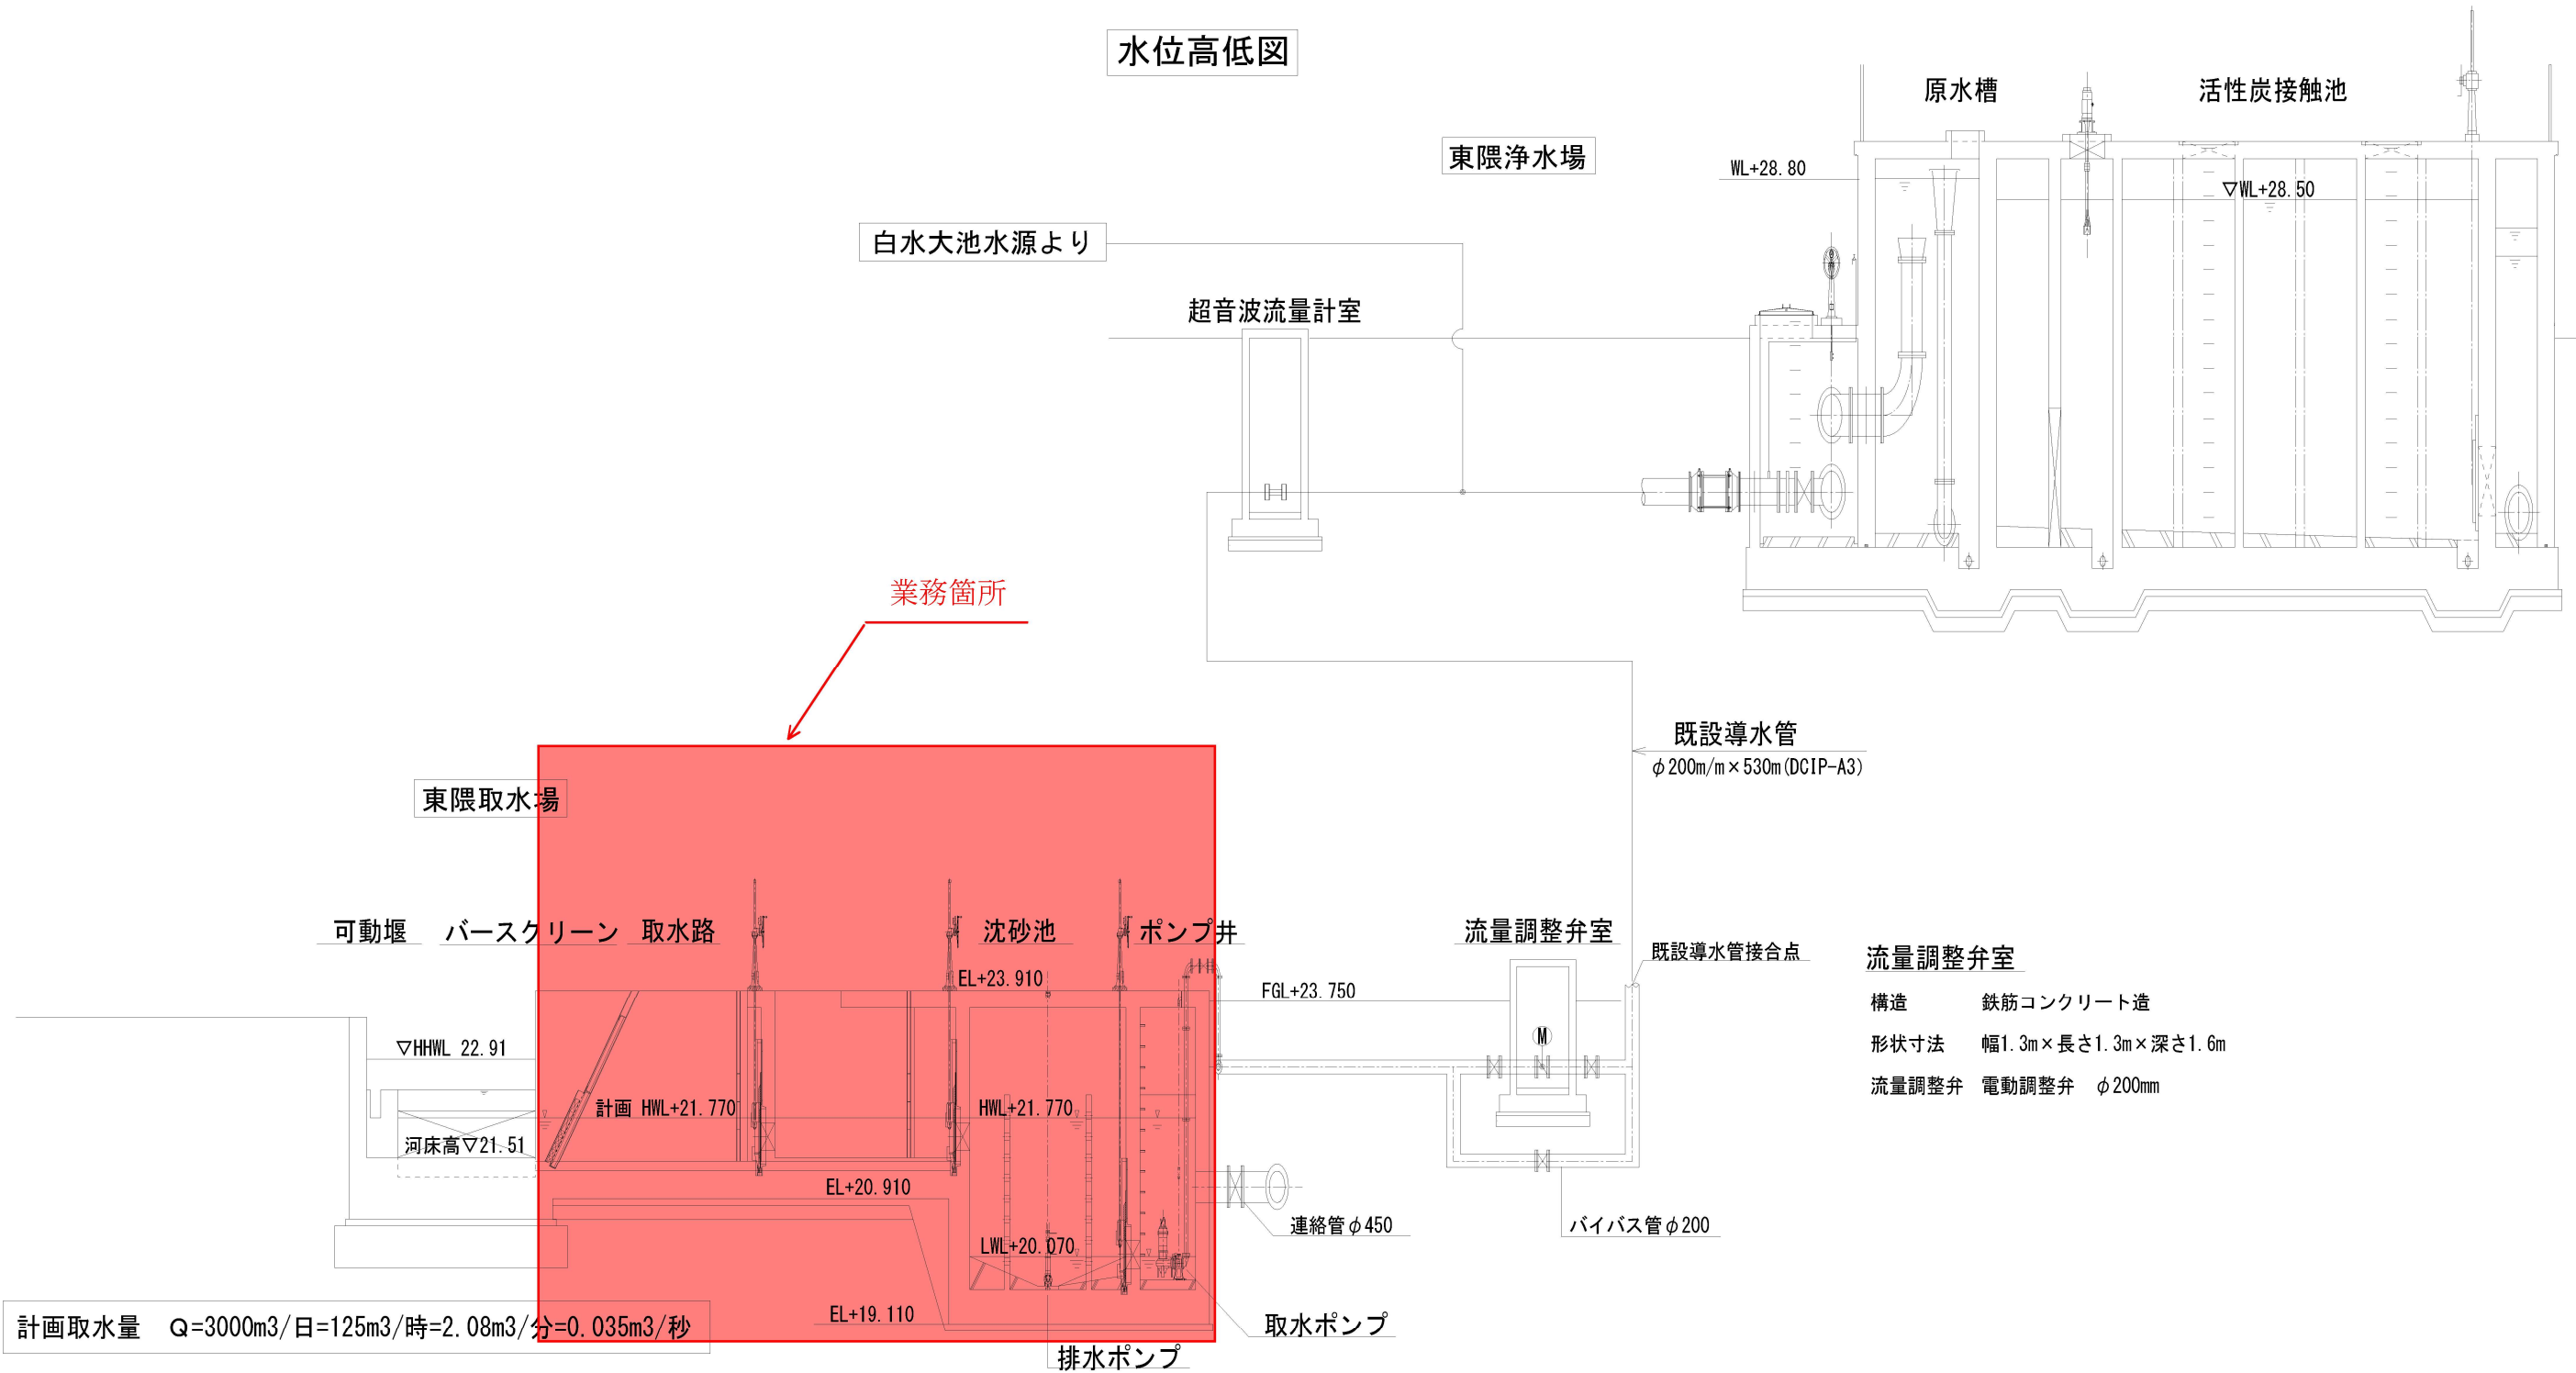 水位高低図
原水槽
活性炭接触池
東隈浄水場
WL+28.80
▽WL+28.50
白水大池水源より
超音波流量計室
業務箇所
既設導水管
φ200m/m×530m(DCIP-A3)
東隈取水場
可動堰
バースクリーン
取水路
沈砂池
ポンプ井
流量調整弁室
既設導水管接合点
流量調整弁室
EL+23.910
FGL+23.750
構造 鉄筋コンクリート造
M
▽HHWL 22.91
形状寸法 幅1.3m×長さ1.3m×深さ1.6m
流量調整弁 電動調整弁 φ200mm
計画 HWL+21.770
HWL+21.770
河床高▽21.51
EL+20.910
連絡管φ450
バイパス管φ200
LWL+20.070
EL+19.110
計画取水量 Q=3000m3/日=125m3/時=2.08m3/分=0.035m3/秒
取水ポンプ
排水ポンプ